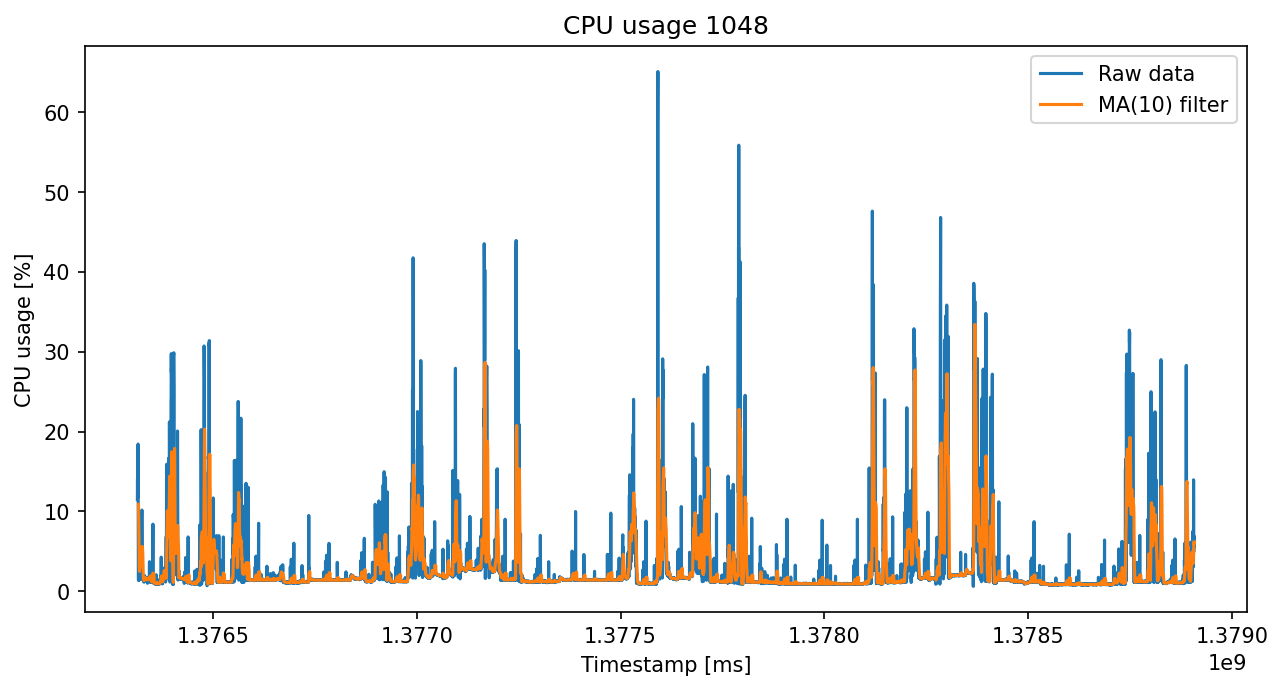 CPU usage 1048
Raw data
MA(10) filter
CPU usage [%]
60
50
40
30
20
10
0
1.3765 1.3770 1.3775 1.3780 1.3785 1.3790
1e9
Timestamp [ms]